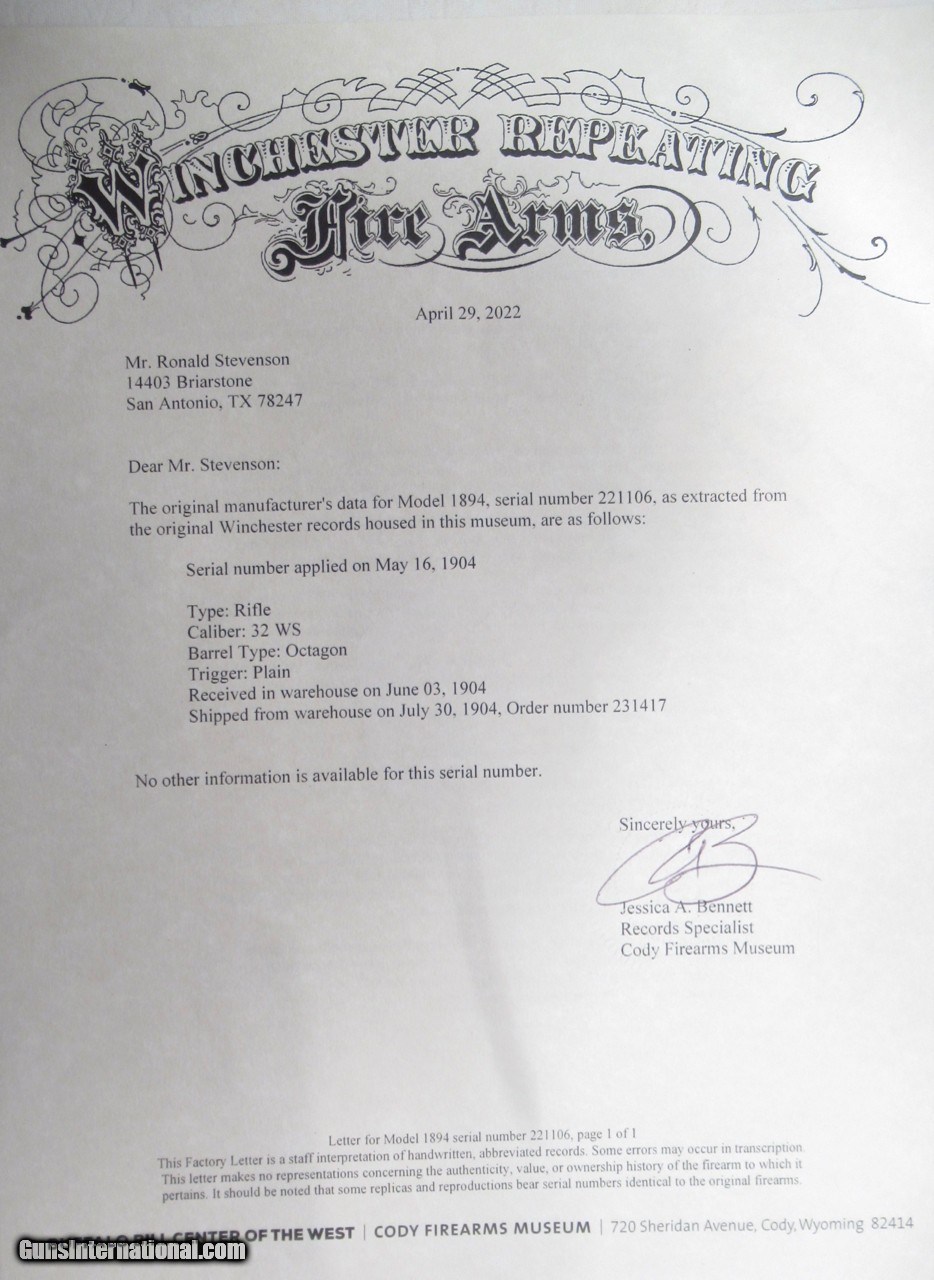 WINCHESTER REPEATING
Fire Arms.
April 29, 2022
Mr. Ronald Stevenson
14403 Briarstone
San Antonio, TX 78247
Dear Mr. Stevenson:
The original manufacturer's data for Model 1894, serial number 221106, as extracted from
the original Winchester records housed in this museum, are as follows:
Serial number applied on May 16, 1904
Type: Rifle
Caliber: 32 WS
Barrel Type: Octagon
Trigger: Plain
Received in warehouse on June 03, 1904
Shipped from warehouse on July 30, 1904, Order number 231417
No other information is available for this serial number.
Sincerely yours,
Jessica A. Bennett
Records Specialist
Cody Firearms Museum
Letter for Model 1894 serial number 221106, page 1 of 1
This Factory Letter is a staff interpretation of handwritten, abbreviated records. Some errors may occur in transcription.
This letter makes no representations concerning the authenticity, value, or ownership history of the firearm to which it
pertains. It should be noted that some replicas and reproductions bear serial numbers identical to the original firearms.
BILL CENTER OF THE WEST | CODY FIREARMS MUSEUM | 720 Sheridan Avenue, Cody, Wyoming 82414
GunsInternational.com